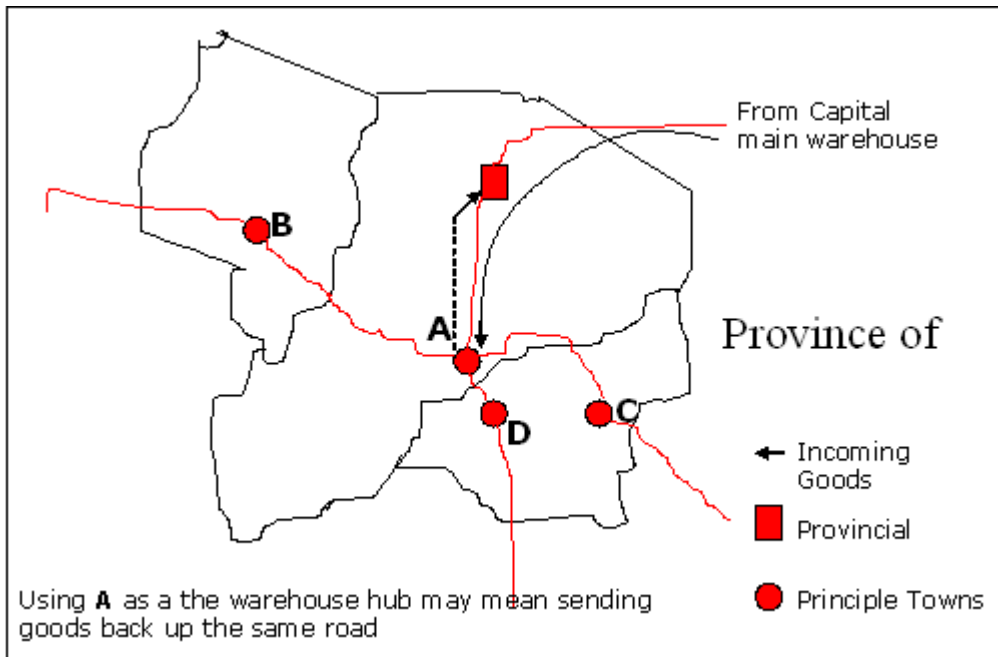 From Capital
main warehouse
B
A
Province of
C
D
Incoming
Goods
Provincial
Principle Towns
Using A as a the warehouse hub may mean sending
goods back up the same road